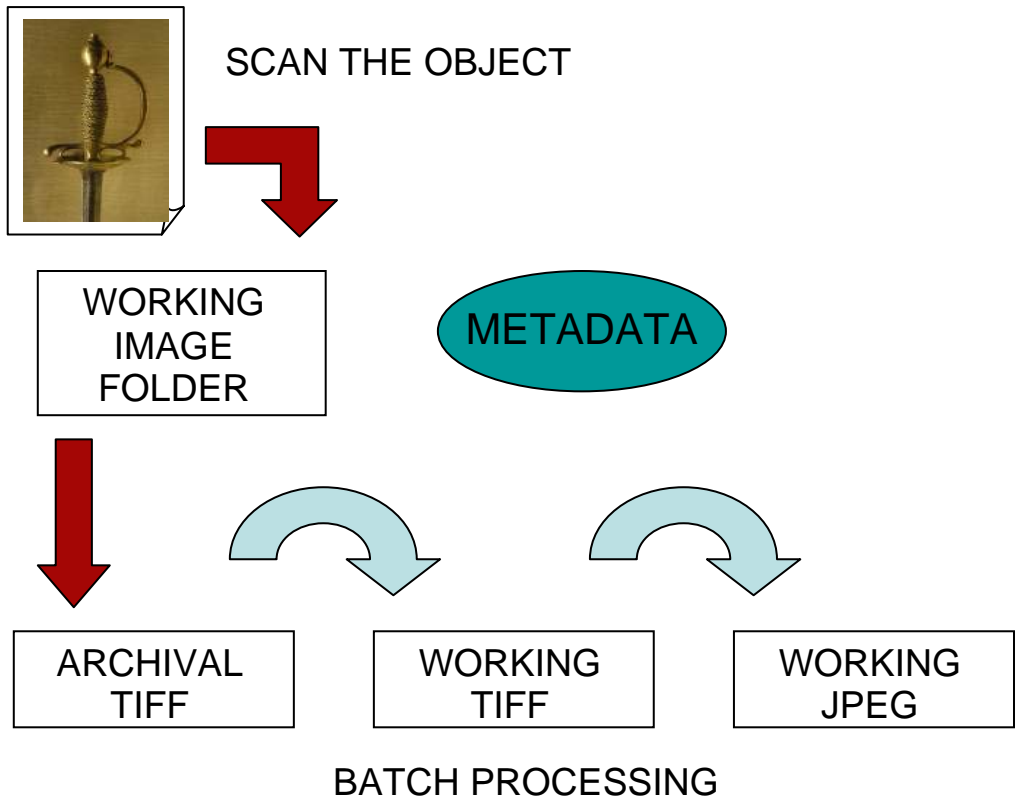 SCAN THE OBJECT
WORKING
IMAGE
FOLDER
METADATA
ARCHIVAL
TIFF
WORKING
TIFF
WORKING
JPEG
BATCH PROCESSING